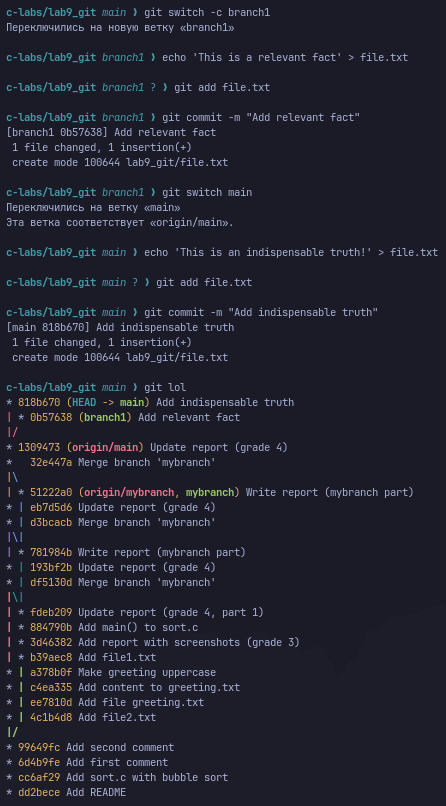 c-labs/lab9_git main ❯ git switch -c branch1
Переключились на новую ветку «branch1»
c-labs/lab9_git branch1 ❯ echo 'This is a relevant fact' > file.txt
c-labs/lab9_git branch1 ? ❯ git add file.txt
c-labs/lab9_git branch1 ❯ git commit -m "Add relevant fact"
[branch1 0b57638] Add relevant fact
1 file changed, 1 insertion(+)
create mode 100644 lab9_git/file.txt
c-labs/lab9_git branch1 ❯ git switch main
Переключились на ветку «main»
Эта ветка соответствует «origin/main».
c-labs/lab9_git main ❯ echo 'This is an indispensable truth!' > file.txt
c-labs/lab9_git main ? ❯ git add file.txt
c-labs/lab9_git main ❯ git commit -m "Add indispensable truth"
[main 818b670] Add indispensable truth
1 file changed, 1 insertion(+)
create mode 100644 lab9_git/file.txt
c-labs/lab9_git main ❯ git lol
* 818b670 (HEAD -> main) Add indispensable truth
| * 0b57638 (branch1) Add relevant fact
|/
* 1309473 (origin/main) Update report (grade 4)
*   32e447a Merge branch 'mybranch'
|\
| * 51222a0 (origin/mybranch, mybranch) Write report (mybranch part)
* | eb7d5d6 Update report (grade 4)
* | d3bcacb Merge branch 'mybranch'
|\|
| * 781984b Write report (mybranch part)
* | 193bf2b Update report (grade 4)
* | df5130d Merge branch 'mybranch'
|\|
| * fdeb209 Update report (grade 4, part 1)
| * 884790b Add main() to sort.c
| * 3d46382 Add report with screenshots (grade 3)
| * b39aec8 Add file1.txt
* | a378b0f Make greeting uppercase
* | c4ea335 Add content to greeting.txt
* | ee7810d Add file greeting.txt
* | 4c1b4d8 Add file2.txt
|/
* 99649fc Add second comment
* 6d4b9fe Add first comment
* cc6af29 Add sort.c with bubble sort
* dd2bece Add README